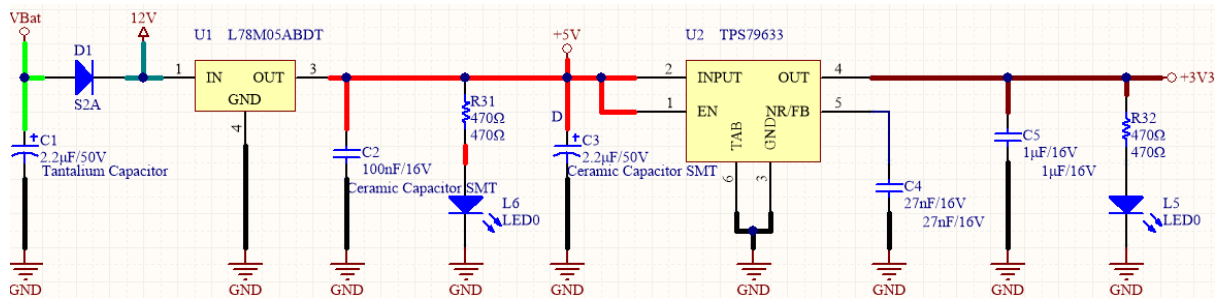 VBat
12V
D1
S2A
C1
2.2µF/50V
Tantalium Capacitor
GND
U1 L78M05ABDT
1
IN
OUT
GND
3
4
GND
C2
100nF/16V
Ceramic Capacitor SMT
GND
R31
470Ω
470Ω
L6
LED0
GND
+5V
D
C3
2.2µF/50V
Ceramic Capacitor SMT
GND
U2 TPS79633
2
INPUT
OUT
4
1
EN
NR/FB
5
TAB
GND
6
3
GND
C4
27nF/16V
27nF/16V
GND
C5
1µF/16V
1µF/16V
GND
R32
470Ω
470Ω
L5
LED0
GND
+3V3